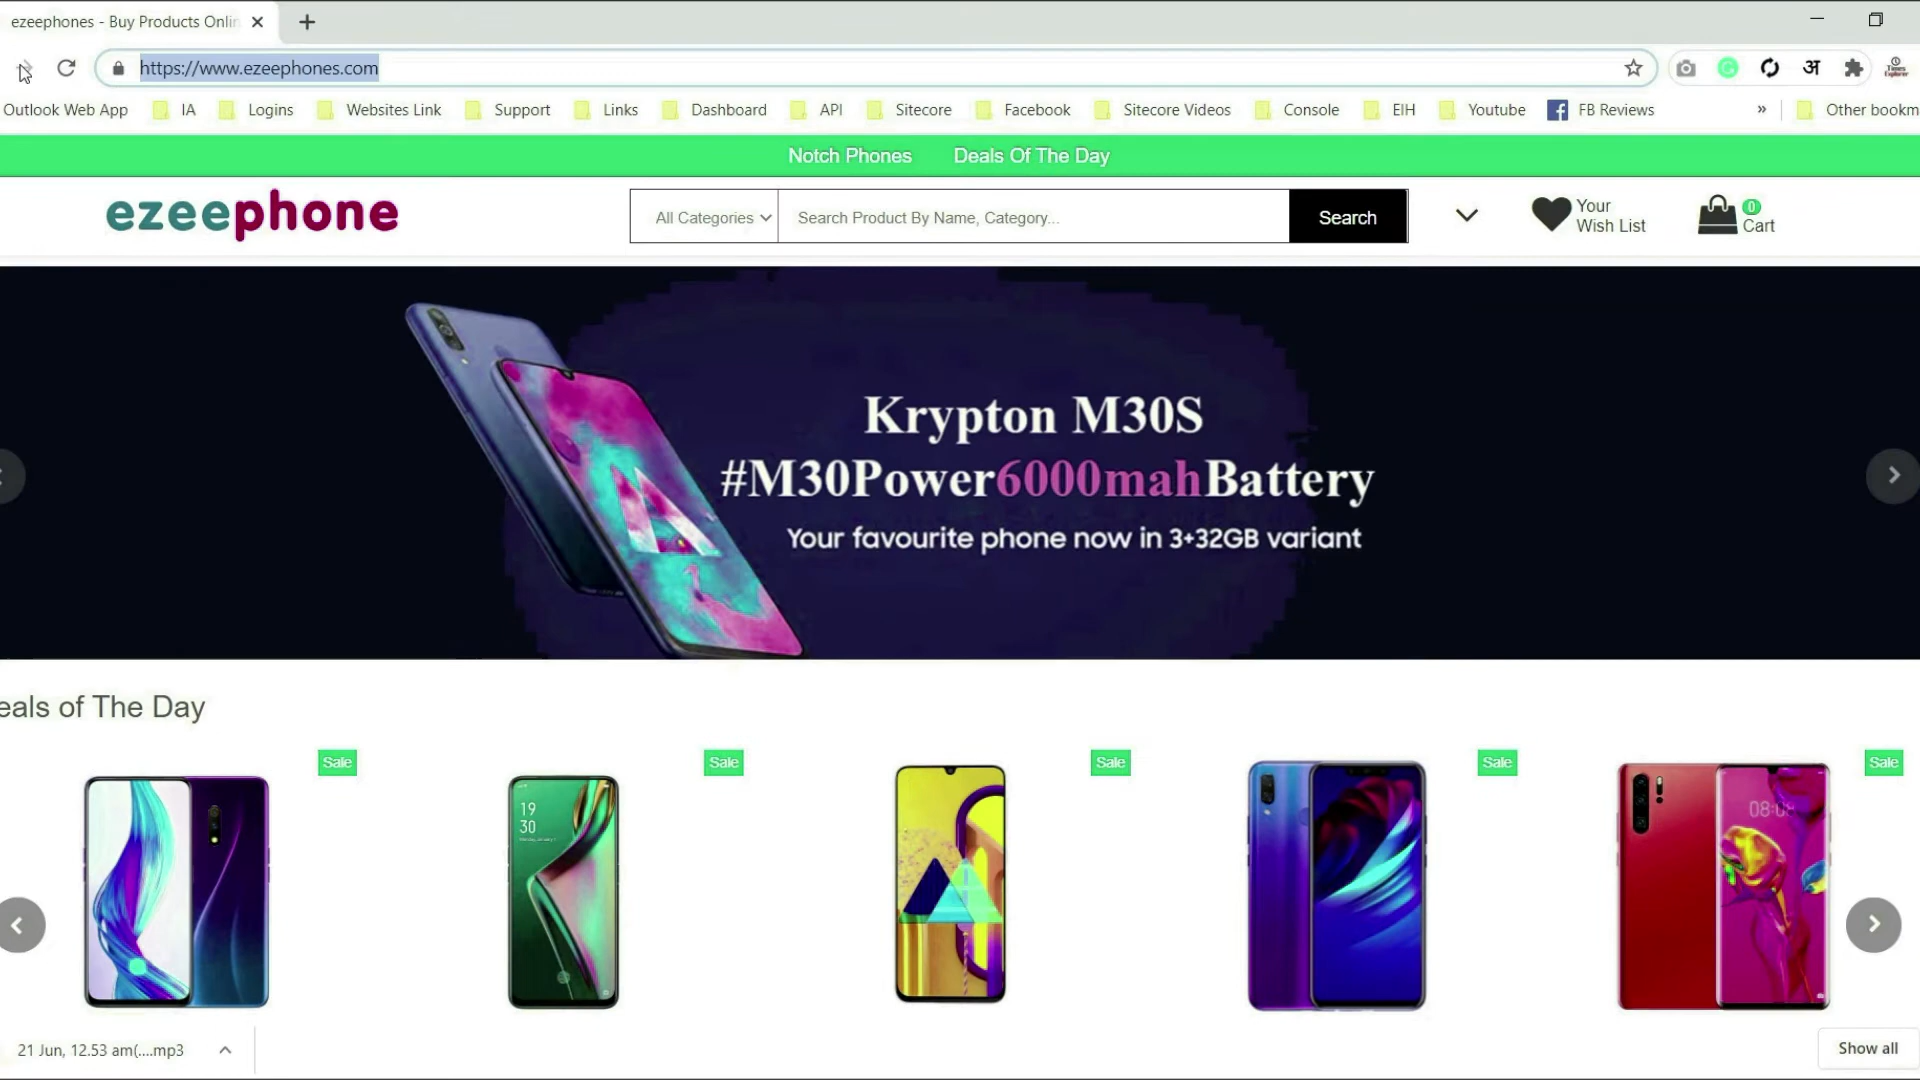 ezeephones - Buy Products Onlin
https://www.ezeephones.com
अ
Outlook Web App IA Logins Websites Link Support Links Dashboard API Sitecore Facebook Sitecore Videos Console EIH Youtube FB Reviews » Other bookm
Notch Phones Deals Of The Day
ezeephone
All Categories Search Product By Name, Category... Search
Your
Wish List
0
Cart
Krypton M30S
#M30Power6000mahBattery
Your favourite phone now in 3+32GB variant
eals of The Day
Sale Sale Sale Sale Sale
19
30
08:08
21 Jun, 12.53 am(....mp3
Show all